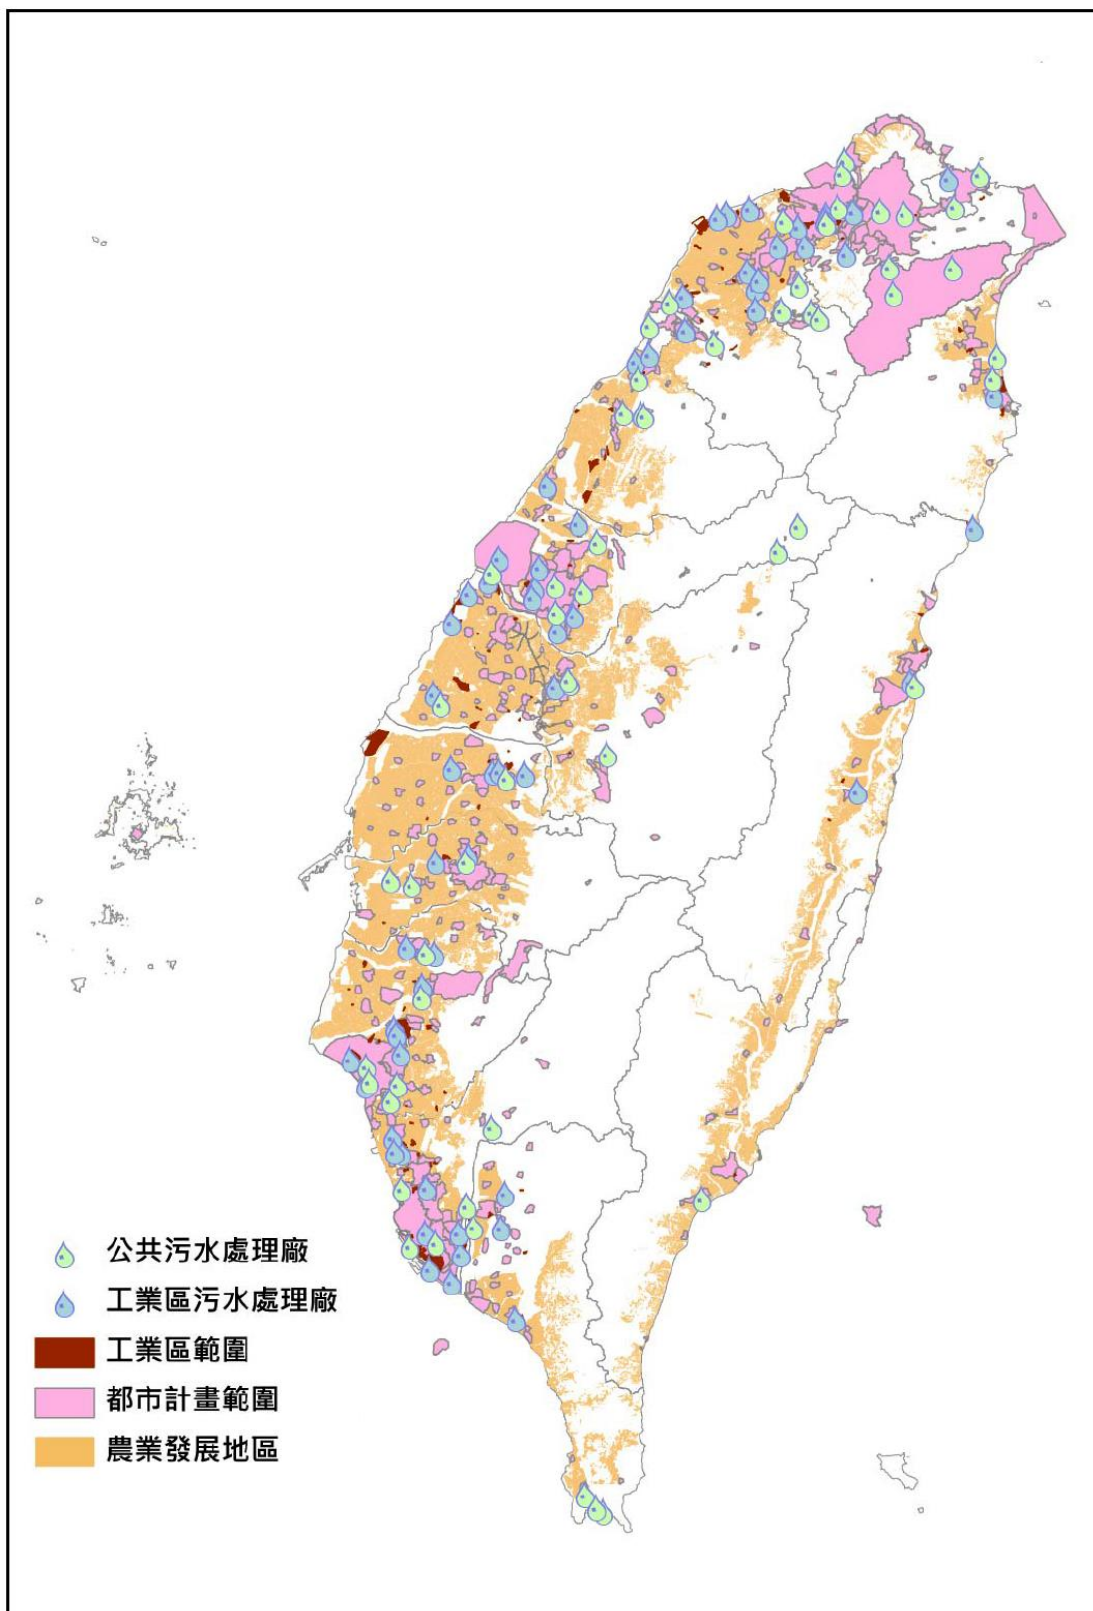 公共污水處理廠
工業區污水處理廠
工業區範圍
都市計畫範圍
農業發展地區